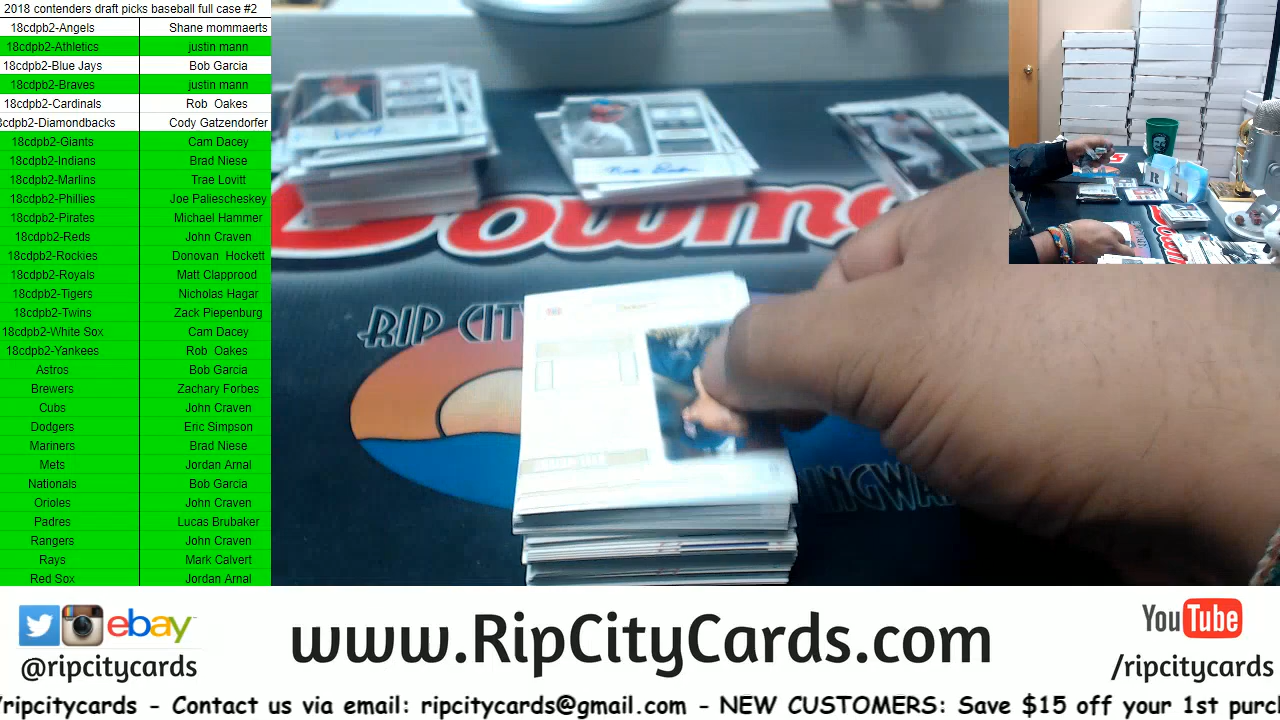 2018 contenders draft picks baseball full case #2
18cdpb2-Angels Shane mommaerts
18cdpb2-Athletics justin mann
18cdpb2-Blue Jays Bob Garcia
18cdpb2-Braves justin mann
18cdpb2-Cardinals Rob Oakes
8cdpb2-Diamondbacks Cody Gatzendorfer
18cdpb2-Giants Cam Dacey
18cdpb2-Indians Brad Niese
18cdpb2-Marlins Trae Lovitt
18cdpb2-Phillies Joe Paliescheskey
18cdpb2-Pirates Michael Hammer
18cdpb2-Reds John Craven
18cdpb2-Rockies Donovan Hockett
18cdpb2-Royals Matt Clapprood
18cdpb2-Tigers Nicholas Hagar
18cdpb2-Twins Zack Piepenburg
18cdpb2-White Sox Cam Dacey
18cdpb2-Yankees Rob Oakes
Astros Bob Garcia
Brewers Zachary Forbes
Cubs John Craven
Dodgers Eric Simpson
Mariners Brad Niese
Mets Jordan Arnal
Nationals Bob Garcia
Orioles John Craven
Padres Lucas Brubaker
Rangers John Craven
Rays Mark Calvert
Red Sox Jordan Arnal
Bowma
RIP CIT
INGWA
R L
ebay
@ripcitycards
www.RipCityCards.com
YouTube
/ripcitycards
/ripcitycards - Contact us via email: ripcitycards@gmail.com - NEW CUSTOMERS: Save $15 off your 1st purc